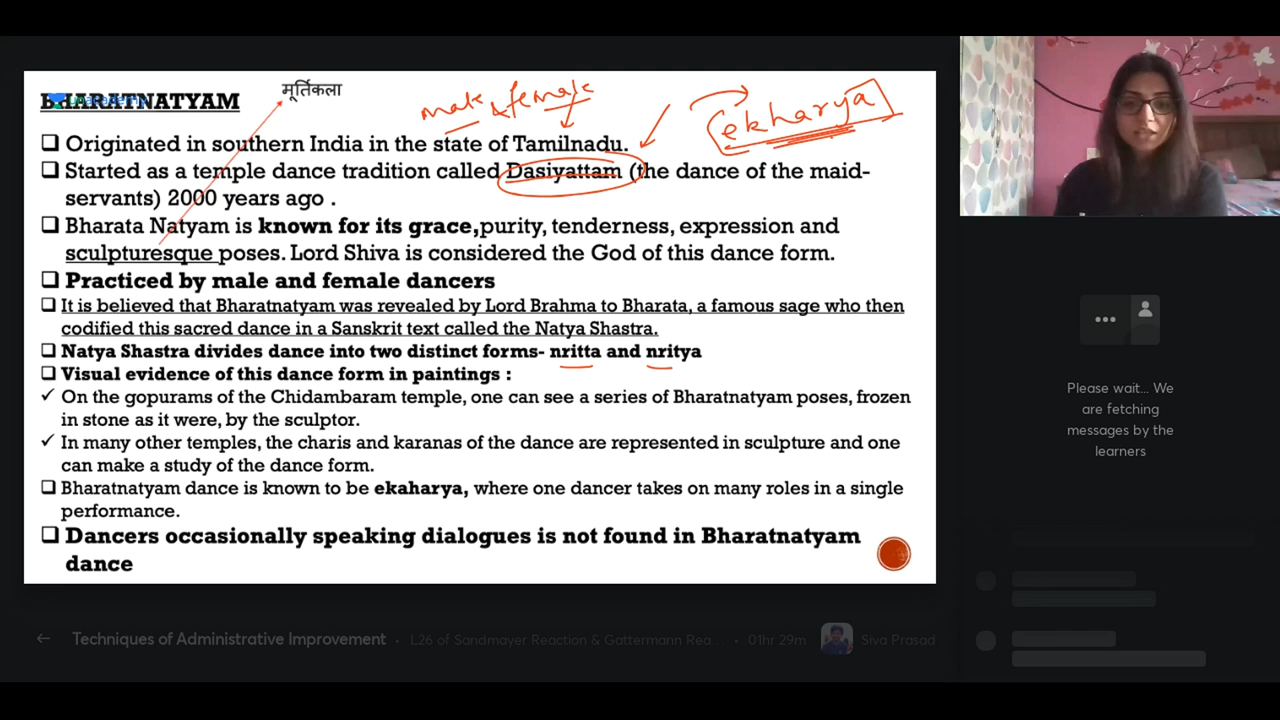 BHARATNATYAM
मूर्तिकला
male & female
ekharya
❑ Originated in southern India in the state of Tamilnadu.
❑ Started as a temple dance tradition called Dasiyattam (the dance of the maid-
servants) 2000 years ago .
❑ Bharata Natyam is known for its grace,purity, tenderness, expression and
sculpturesque poses. Lord Shiva is considered the God of this dance form.
❑ Practiced by male and female dancers
❑ It is believed that Bharatnatyam was revealed by Lord Brahma to Bharata, a famous sage who then
codified this sacred dance in a Sanskrit text called the Natya Shastra.
❑ Natya Shastra divides dance into two distinct forms- nritta and nritya
❑ Visual evidence of this dance form in paintings :
✓ On the gopurams of the Chidambaram temple, one can see a series of Bharatnatyam poses, frozen
in stone as it were, by the sculptor.
✓ In many other temples, the charis and karanas of the dance are represented in sculpture and one
can make a study of the dance form.
❑ Bharatnatyam dance is known to be ekaharya, where one dancer takes on many roles in a single
performance.
❑ Dancers occasionally speaking dialogues is not found in Bharatnatyam
dance
Please wait... We
are fetching
messages by the
learners
Techniques of Administrative Improvement • L26 of Sandmayer Reaction & Gattermann Rea... • 01hr 29m Siva Prasad